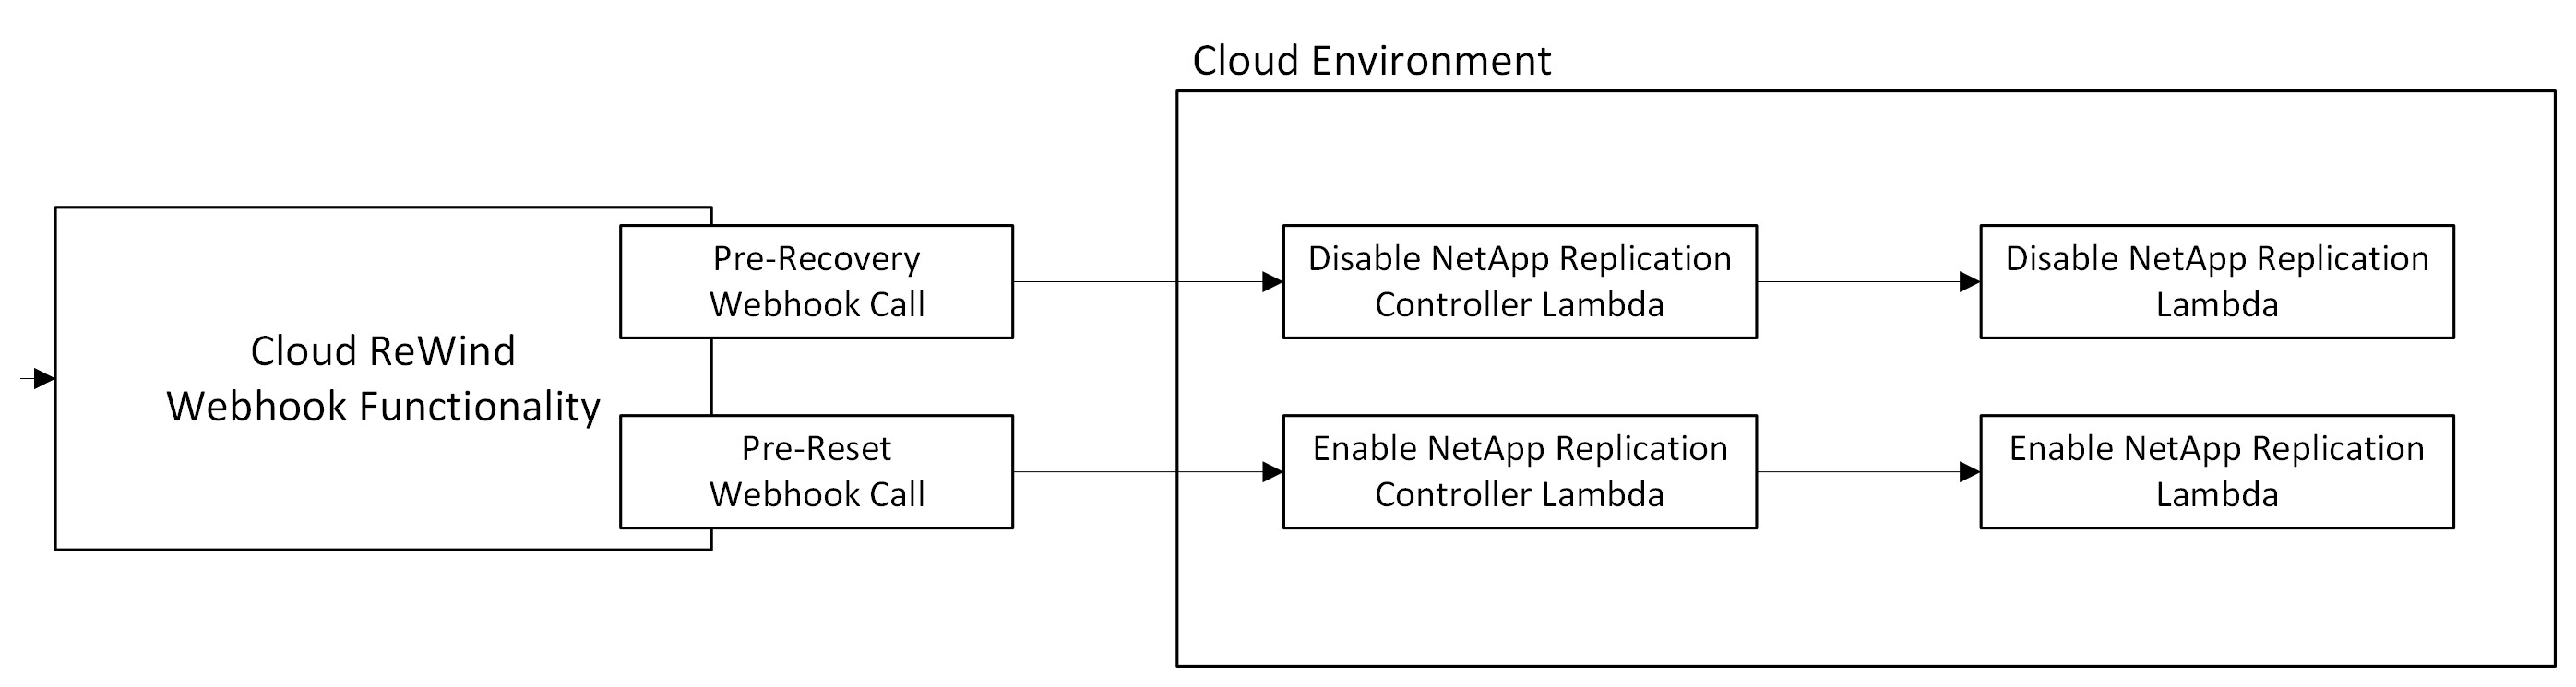 Cloud Environment
Cloud ReWind
Webhook Functionality
Pre-Recovery
Webhook Call
Disable NetApp Replication
Controller Lambda
Disable NetApp Replication
Lambda
Pre-Reset
Webhook Call
Enable NetApp Replication
Controller Lambda
Enable NetApp Replication
Lambda